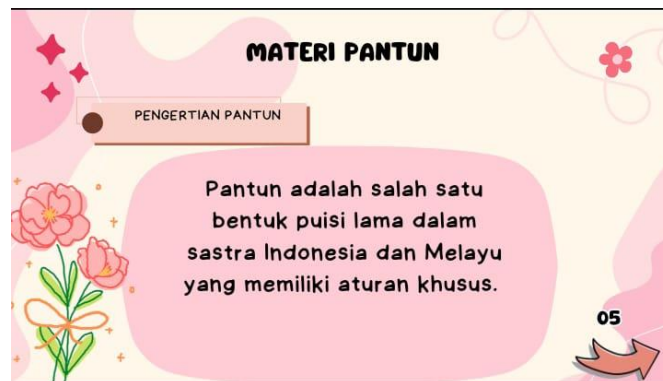 MATERI PANTUN
PENGERTIAN PANTUN
Pantun adalah salah satu
bentuk puisi lama dalam
sastra Indonesia dan Melayu
yang memiliki aturan khusus.
05